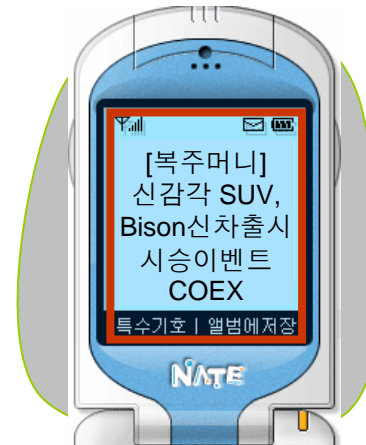 [복주머니]
신감각 SUV,
Bison신차출시
시승이벤트
COEX
특수기호 | 앨범에저장
NATE